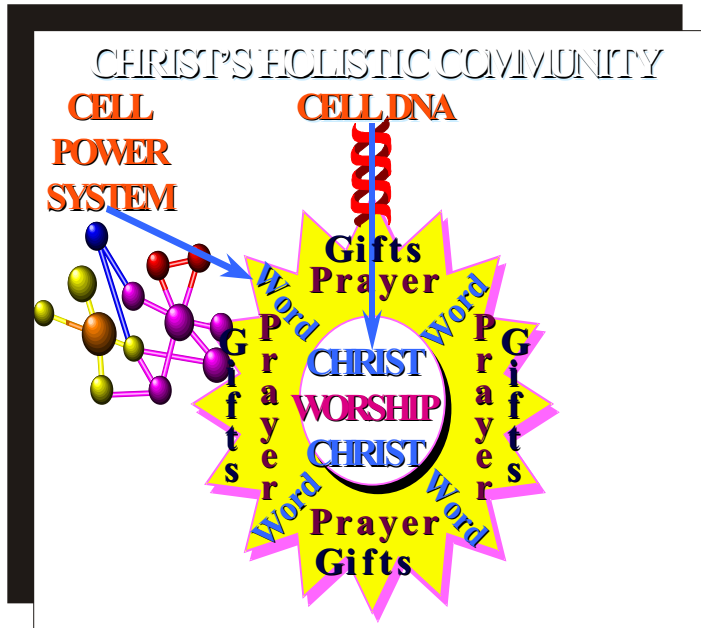 CHRIST'S HOLISTIC COMMUNITY
CELL
POWER
SYSTEM
CELL DNA
Gifts
Prayer
Word
Word
Gifts
Prayer
CHRIST
WORSHIP
CHRIST
Prayer
Gifts
Word
Word
Prayer
Gifts